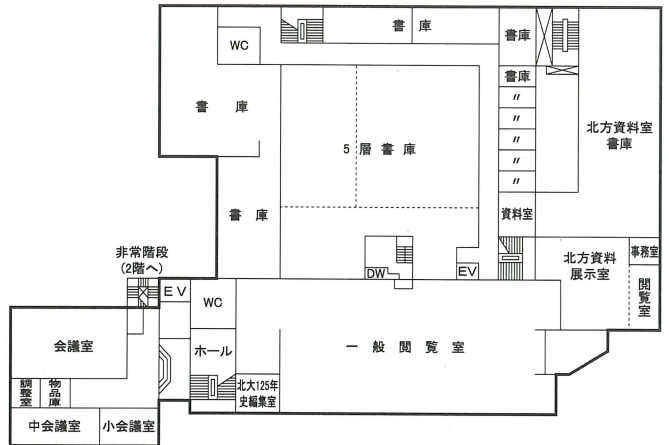 書 庫
書庫
WC
書庫
〃
〃
〃
〃
〃
書 庫
北方資料室
書庫
5 層 書 庫
書 庫
資料室
非常階段
(2階へ)
事務室
北方資料
展示室
閲覧室
DW
EV
EV
WC
会議室
ホール
一 般 閲 覧 室
調整室
物品庫
北大125年
史編集室
中会議室
小会議室